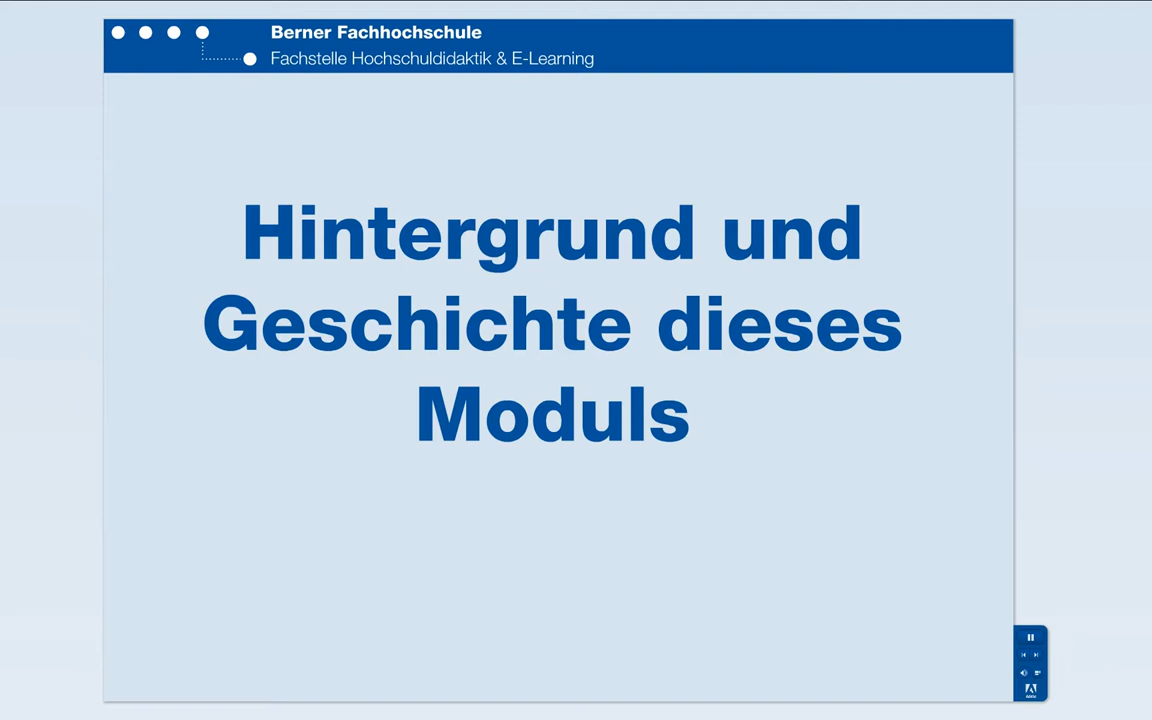 Berner Fachhochschule
Fachstelle Hochschuldidaktik & E-Learning
Hintergrund und
Geschichte dieses
Moduls